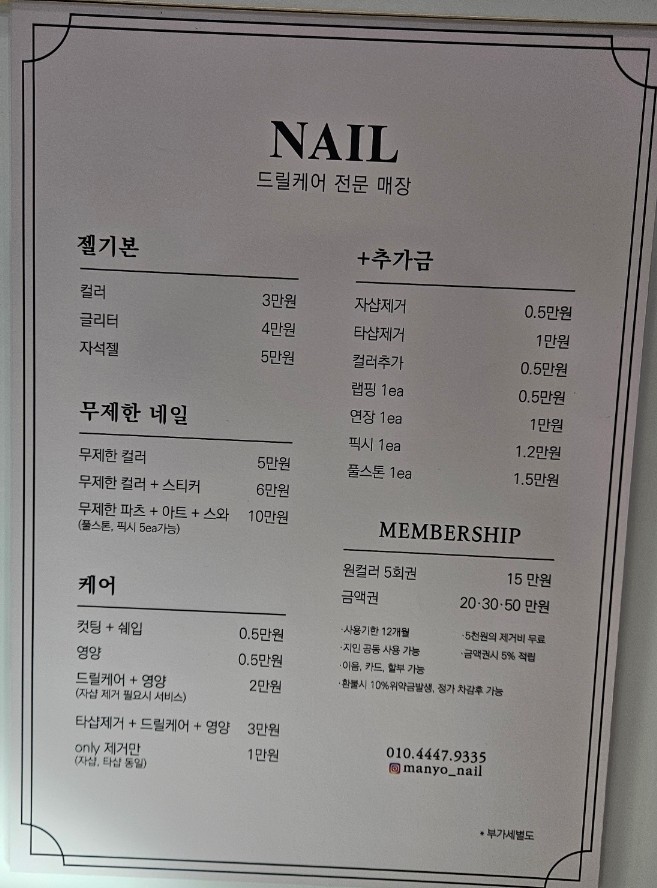 NAIL
드릴케어 전문 매장
젤기본
컬러 3만원
글리터 4만원
자석젤 5만원
무제한 네일
무제한 컬러 5만원
무제한 컬러 + 스티커 6만원
무제한 파츠 + 아트 + 스와 10만원
(풀스톤, 픽시 5ea가능)
케어
컷팅 + 쉐입 0.5만원
영양 0.5만원
드릴케어 + 영양 2만원
(자샵 제거 필요시 서비스)
타샵제거 + 드릴케어 + 영양 3만원
only 제거만 1만원
(자샵, 타샵 동일)
+추가금
자샵제거 0.5만원
타샵제거 1만원
컬러추가 0.5만원
랩핑 1ea 0.5만원
연장 1ea 1만원
픽시 1ea 1.2만원
풀스톤 1ea 1.5만원
MEMBERSHIP
원컬러 5회권 15 만원
금액권 20·30·50 만원
·사용기한 12개월 ·5천원의 제거비 무료
·지인 공동 사용 가능 ·금액권시 5% 적립
·이음, 카드, 할부 가능
·환불시 10%위약금발생, 정가 차감후 가능
010.4447.9335
manyo_nail
* 부가세별도